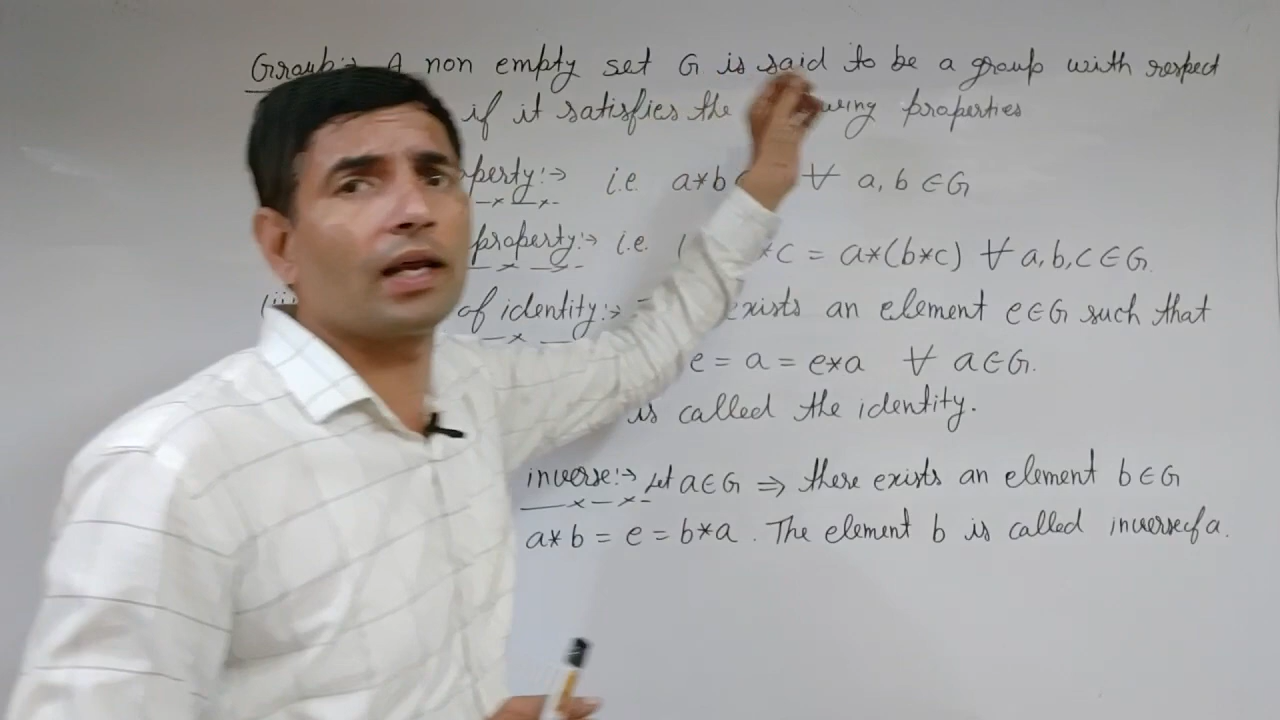 Group:→ A non empty set G is said to be a group with respect
if it satisfies the properties
i.e. a*b ∀ a, b ∈ G
property:→ i.e. *c = a*(b*c) ∀ a, b, c ∈ G.
(iii) of identity:→ exists an element e ∈ G such that
e = a = e*a ∀ a ∈ G.
is called the identity.
inverse:→ Let a ∈ G ⇒ there exists an element b ∈ G
a*b = e = b*a . The element b is called inverse of a.